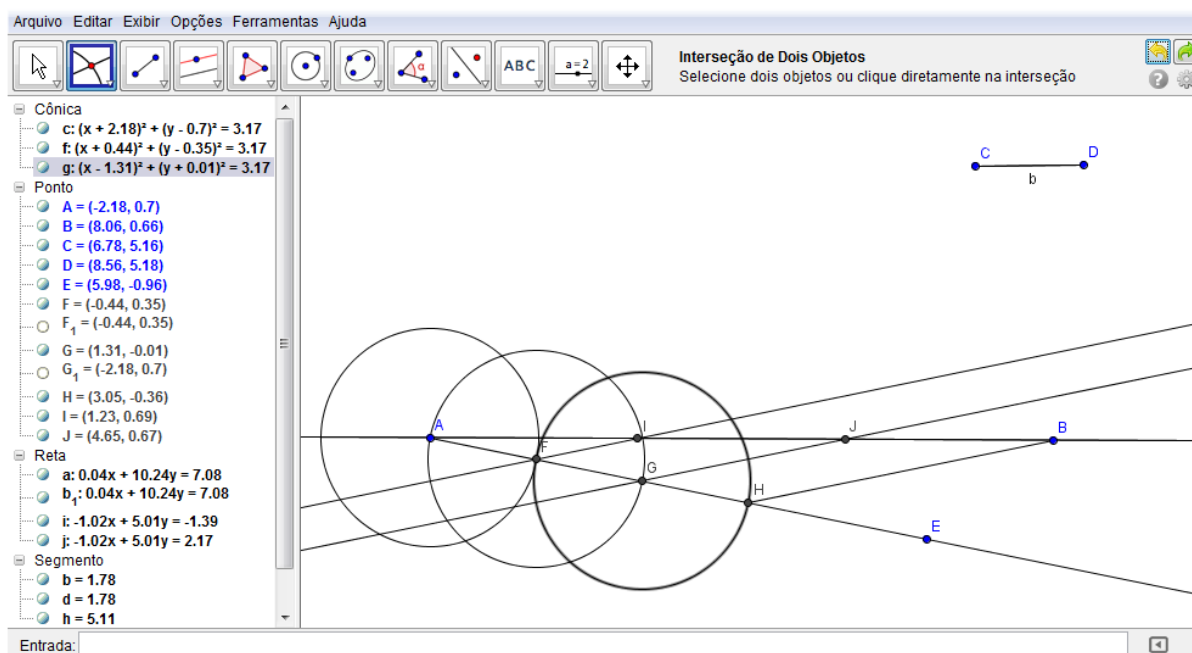 Arquivo Editar Exibir Opções Ferramentas Ajuda
ABC
a=2
α
Interseção de Dois Objetos
Selecione dois objetos ou clique diretamente na interseção
Cônica
c: (x + 2.18)² + (y - 0.7)² = 3.17
f: (x + 0.44)² + (y - 0.35)² = 3.17
g: (x - 1.31)² + (y + 0.01)² = 3.17
Ponto
A = (-2.18, 0.7)
B = (8.06, 0.66)
C = (6.78, 5.16)
D = (8.56, 5.18)
E = (5.98, -0.96)
F = (-0.44, 0.35)
F₁ = (-0.44, 0.35)
G = (1.31, -0.01)
G₁ = (-2.18, 0.7)
H = (3.05, -0.36)
I = (1.23, 0.69)
J = (4.65, 0.67)
Reta
a: 0.04x + 10.24y = 7.08
b₁: 0.04x + 10.24y = 7.08
i: -1.02x + 5.01y = -1.39
j: -1.02x + 5.01y = 2.17
Segmento
b = 1.78
d = 1.78
h = 5.11
C
D
b
A
I
J
B
F
G
H
E
Entrada: